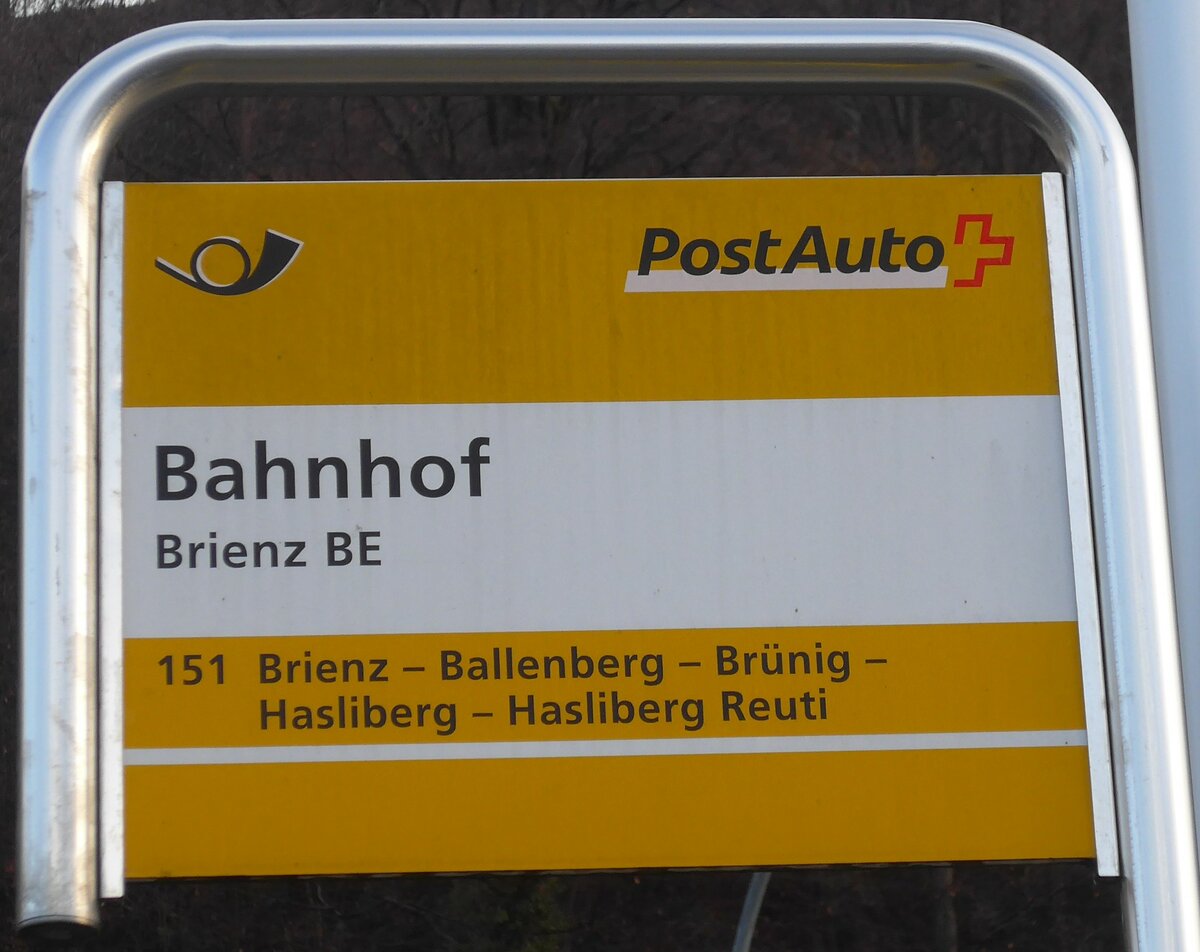 PostAuto
Bahnhof
Brienz BE
151 Brienz – Ballenberg – Brünig –
Hasliberg – Hasliberg Reuti